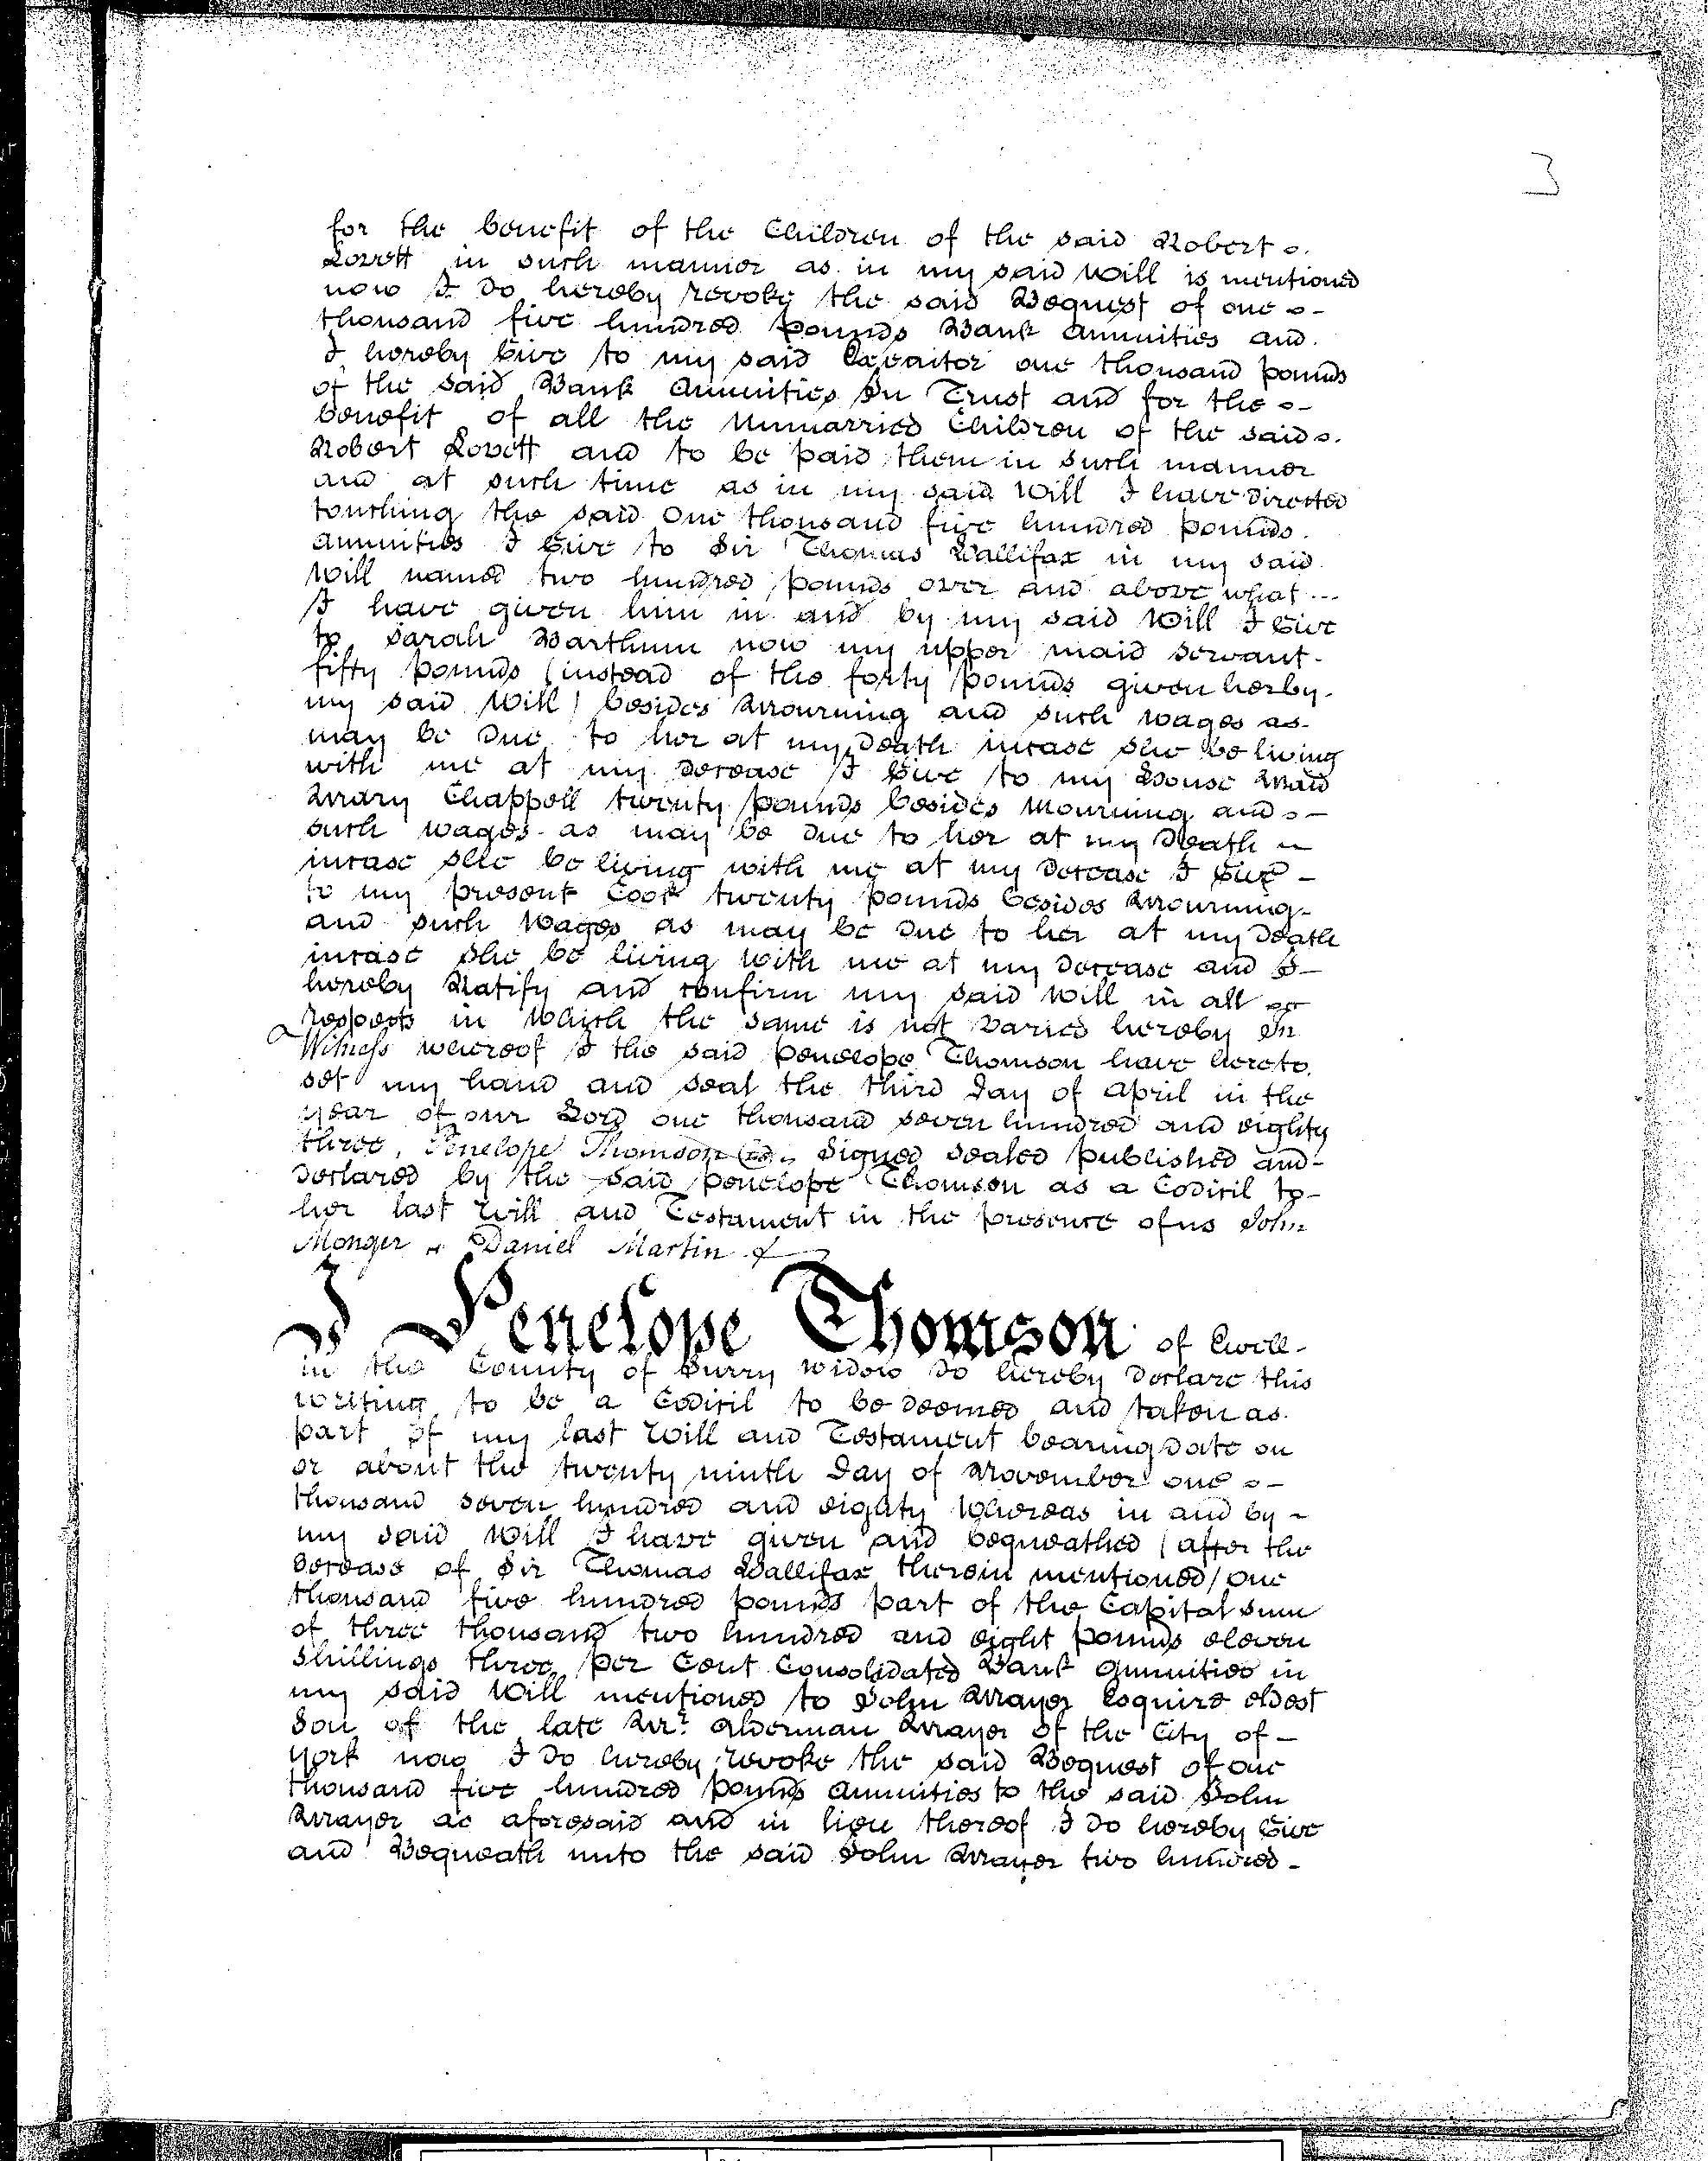 3
for the benefit of the Children of the said Robert
Lovett in such manner as in my said Will is mentioned
now I do hereby revoke the said Bequest of one
thousand five hundred pounds Bank Annuities and
I hereby Give to my said Executor one thousand pounds
of the said Bank Annuities In Trust and for the
benefit of all the Unmarried Children of the said
Robert Lovett and to be paid them in such manner
and at such time as in my said Will I have directed
touching the said One thousand five hundred pounds
Annuities I Give to Sir Thomas Hallifax in my said
Will named two hundred pounds over and above what
I have given him in and by my said Will I Give
to Sarah Barthum now my upper maid servant
fifty pounds (instead of the forty pounds given her by
my said Will) besides Mourning and such wages as
may be due to her at my Death incase she be living
with me at my decease I Give to my House Maid
Mary Chappell twenty pounds besides Mourning and
such wages as may be due to her at my Death
incase she be living with me at my decease I Give
to my present Cook twenty pounds besides Mourning
and such Wages as may be due to her at my Death
incase she be living with me at my decease and I
hereby Ratify and confirm my said Will in all
respects in which the same is not varied hereby In
Witness whereof I the said Penelope Thomson have hereto
set my hand and seal the third day of April in the
year of our Lord one thousand seven hundred and eighty
three. Penelope Thomson Signed sealed published and
declared by the said Penelope Thomson as a Codicil to
her last Will and Testament in the presence of us John
Monger Daniel Martin
I Penelope Thomson of Ewell
in the County of Surry Widow do hereby declare this
writing to be a Codicil to be deemed and taken as
part of my last Will and Testament bearing date on
or about the twenty ninth day of November one
thousand seven hundred and eighty Whereas in and by
my said Will I have given and bequeathed (after the
decease of Sir Thomas Hallifax therein mentioned) one
thousand five hundred pounds part of the Capital sum
of three thousand two hundred and eight pounds eleven
shillings three per Cent Consolidated Bank Annuities in
my said Will mentioned to John Mayer Esquire eldest
Son of the late Mr. Alderman Mayer of the City of
York now I do hereby revoke the said Bequest of one
thousand five hundred pounds Annuities to the said John
Mayer as aforesaid and in lieu thereof I do hereby Give
and Bequeath unto the said John Mayer two hundred